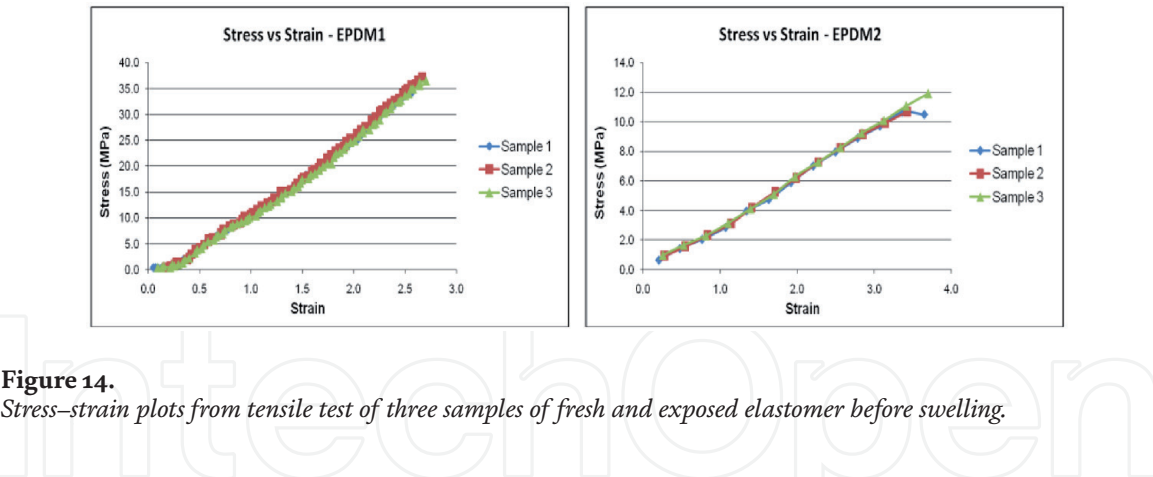 Stress vs Strain - EPDM1
40.0
35.0
30.0
25.0
20.0
15.0
10.0
5.0
0.0
Stress (MPa)
0.0 0.5 1.0 1.5 2.0 2.5 3.0
Strain
Sample 1
Sample 2
Sample 3
Stress vs Strain - EPDM2
14.0
12.0
10.0
8.0
6.0
4.0
2.0
0.0
Stress (MPa)
0.0 1.0 2.0 3.0 4.0
Strain
Sample 1
Sample 2
Sample 3
Figure 14.
Stress–strain plots from tensile test of three samples of fresh and exposed elastomer before swelling.
IntechOpen